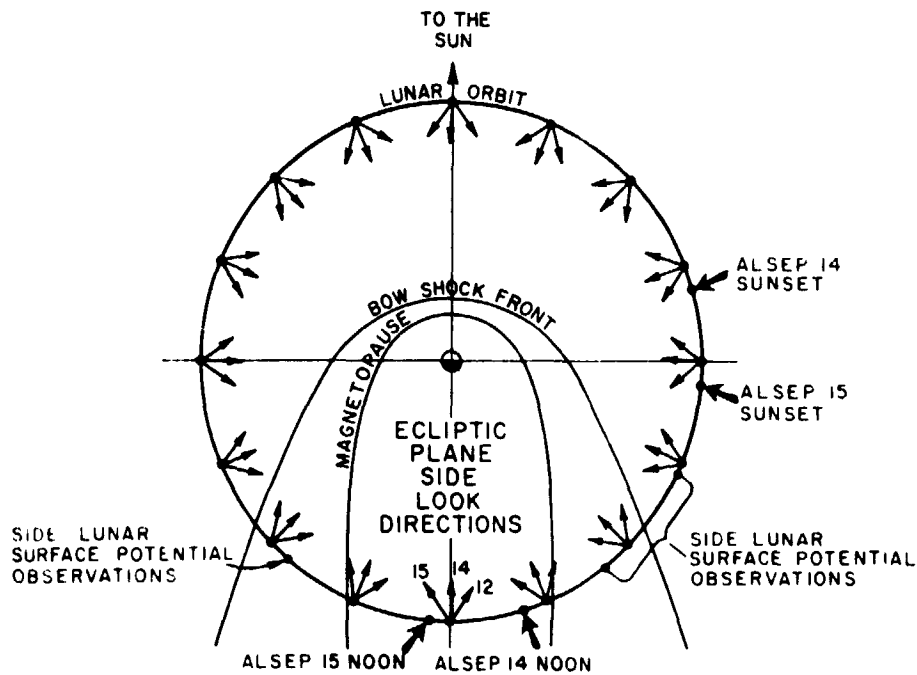 TO THE
SUN
LUNAR ORBIT
ALSEP 14
SUNSET
BOW SHOCK FRONT
MAGNETOPAUSE
ALSEP 15
SUNSET
ECLIPTIC
PLANE
SIDE
LOOK
DIRECTIONS
SIDE LUNAR
SURFACE POTENTIAL
OBSERVATIONS
SIDE LUNAR
SURFACE POTENTIAL
OBSERVATIONS
15 14
12
ALSEP 15 NOON ALSEP 14 NOON